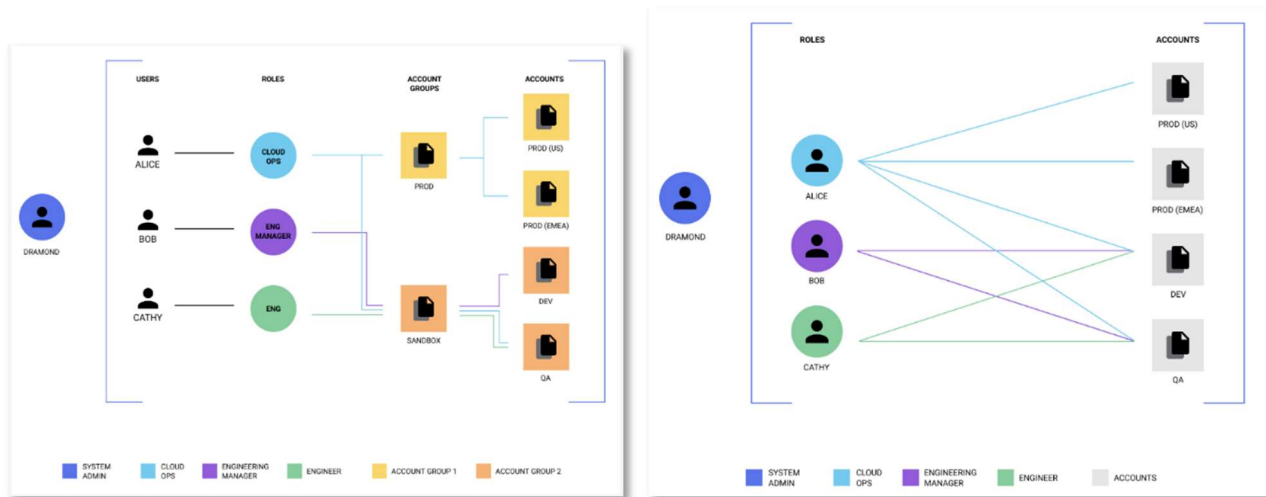 USERS
ROLES
ACCOUNT
GROUPS
ACCOUNTS
ALICE
CLOUD
OPS
PROD
PROD (US)
PROD (EMEA)
BOB
ENG
MANAGER
DRAMOND
CATHY
ENG
SANDBOX
DEV
QA
SYSTEM
ADMIN
CLOUD
OPS
ENGINEERING
MANAGER
ENGINEER
ACCOUNT GROUP 1
ACCOUNT GROUP 2
ROLES
ACCOUNTS
PROD (US)
ALICE
PROD (EMEA)
DRAMOND
BOB
DEV
CATHY
QA
SYSTEM
ADMIN
CLOUD
OPS
ENGINEERING
MANAGER
ENGINEER
ACCOUNTS